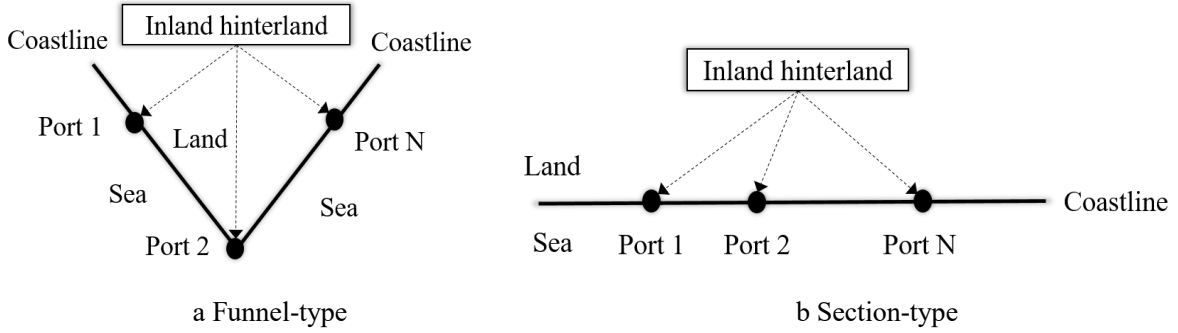 Inland hinterland
Coastline
Coastline
Port 1
Land
Port N
Sea
Sea
Port 2
a Funnel-type
Inland hinterland
Land
Coastline
Sea
Port 1
Port 2
Port N
b Section-type